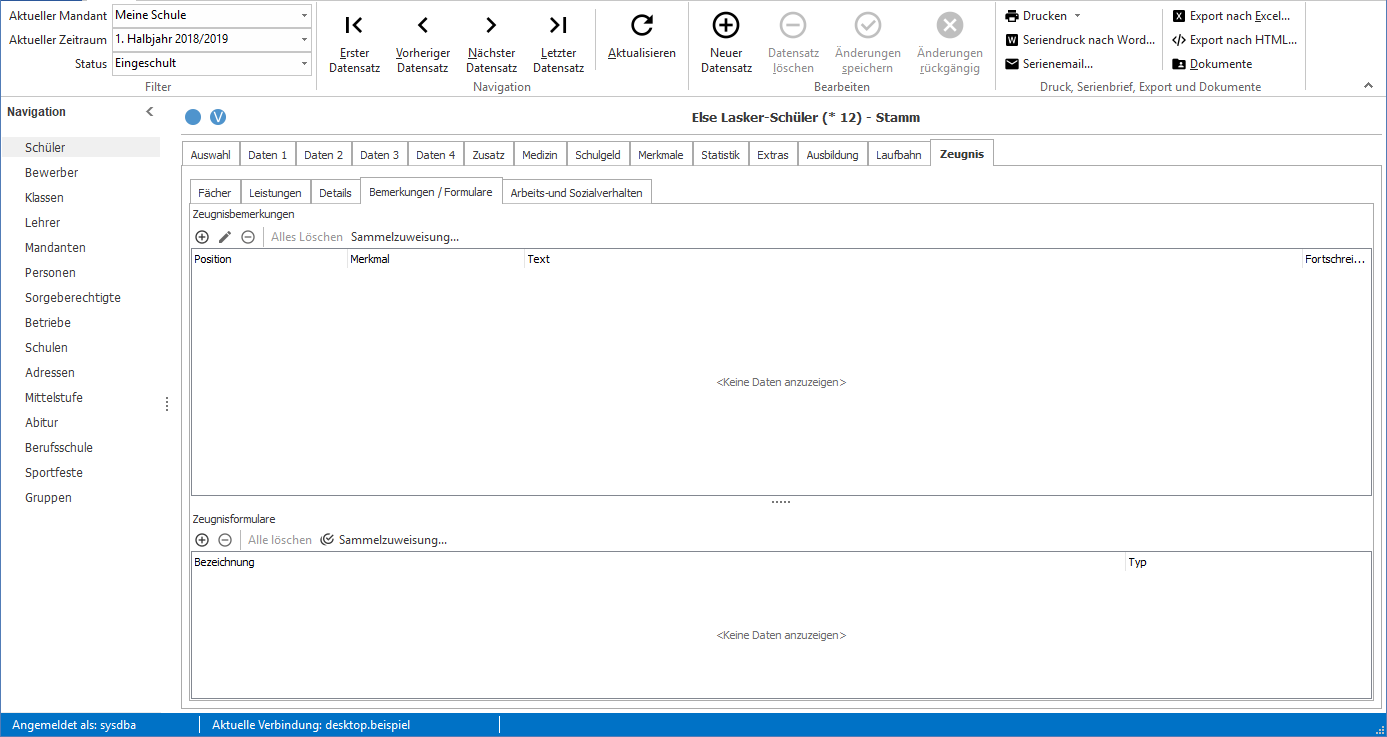 Aktueller Mandant Meine Schule
Aktueller Zeitraum 1. Halbjahr 2018/2019
Status Eingeschult
Filter
Erster Datensatz
Vorheriger Datensatz
Nächster Datensatz
Letzter Datensatz
Aktualisieren
Navigation
Neuer Datensatz
Datensatz löschen
Änderungen speichern
Änderungen rückgängig
Bearbeiten
Drucken
Seriendruck nach Word...
Serienemail...
Export nach Excel...
Export nach HTML...
Dokumente
Druck, Serienbrief, Export und Dokumente
Navigation
Schüler
Bewerber
Klassen
Lehrer
Mandanten
Personen
Sorgeberechtigte
Betriebe
Schulen
Adressen
Mittelstufe
Abitur
Berufsschule
Sportfeste
Gruppen
V
Else Lasker-Schüler (* 12) - Stamm
Auswahl Daten 1 Daten 2 Daten 3 Daten 4 Zusatz Medizin Schulgeld Merkmale Statistik Extras Ausbildung Laufbahn Zeugnis
Fächer Leistungen Details Bemerkungen / Formulare Arbeits-und Sozialverhalten
Zeugnisbemerkungen
Alles Löschen Sammelzuweisung...
Position Merkmal Text Fortschrei...
<Keine Daten anzuzeigen>
Zeugnisformulare
Alle löschen Sammelzuweisung...
Bezeichnung Typ
<Keine Daten anzuzeigen>
Angemeldet als: sysdba Aktuelle Verbindung: desktop.beispiel